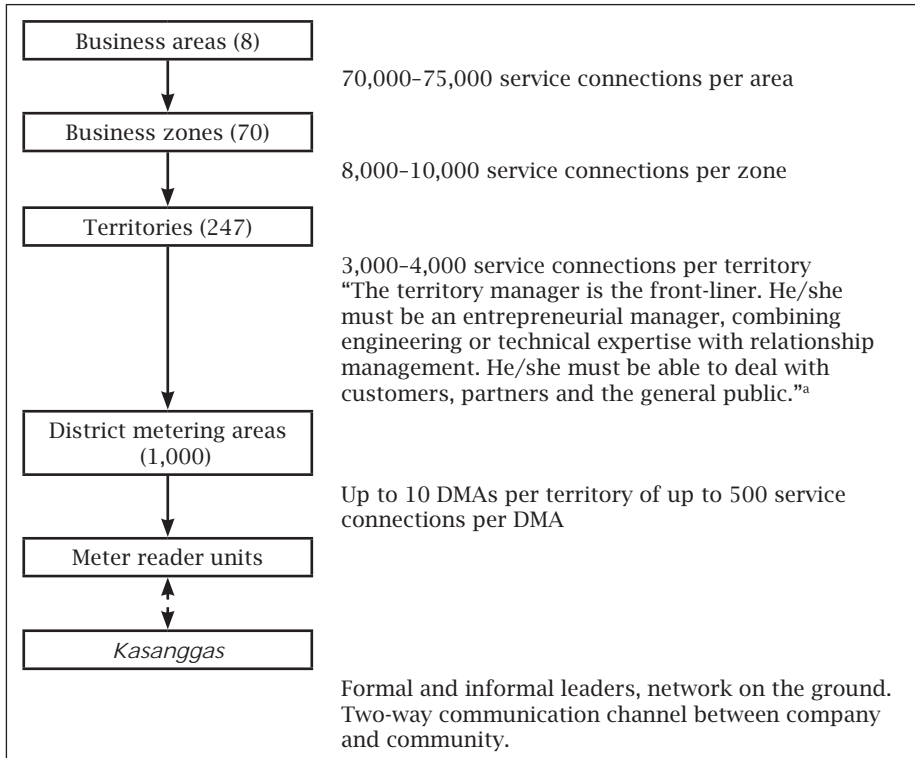 Business areas (8)
70,000–75,000 service connections per area
Business zones (70)
8,000–10,000 service connections per zone
Territories (247)
3,000–4,000 service connections per territory
“The territory manager is the front-liner. He/she
must be an entrepreneurial manager, combining
engineering or technical expertise with relationship
management. He/she must be able to deal with
customers, partners and the general public.”ᵃ
District metering areas
(1,000)
Up to 10 DMAs per territory of up to 500 service
connections per DMA
Meter reader units
Kasanggas
Formal and informal leaders, network on the ground.
Two-way communication channel between company
and community.